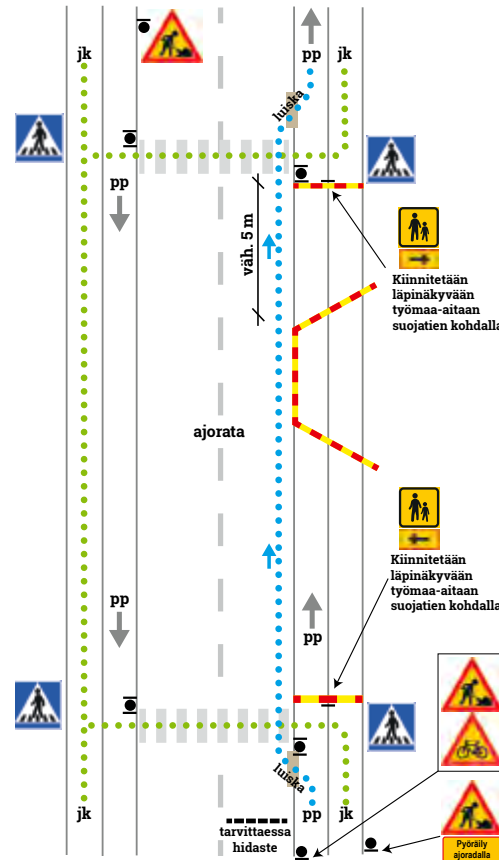 jk
pp
jk
luiska
pp
väh. 5 m
Kiinnitetään
läpinäkyvään
työmaa-aitaan
suojatien kohdalla
ajorata
Kiinnitetään
läpinäkyvään
työmaa-aitaan
suojatien kohdalla
pp
pp
luiska
jk
tarvittaessa
hidaste
pp
jk
Pyöräily
ajoradalla